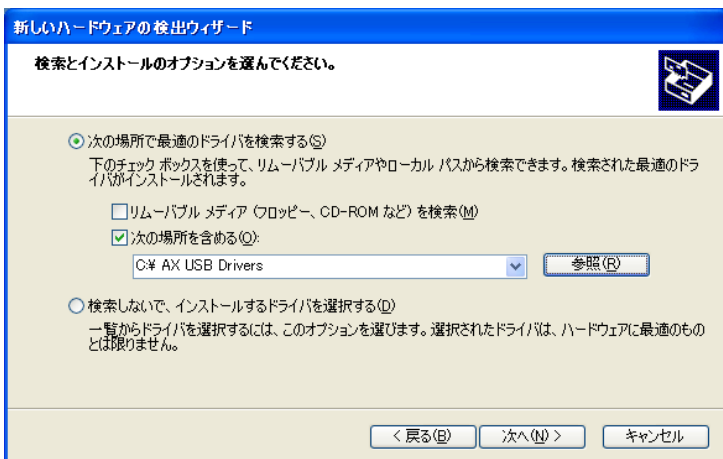 新しいハードウェアの検出ウィザード
検索とインストールのオプションを選んでください。
次の場所で最適のドライバを検索する(S)
下のチェック ボックスを使って、リムーバブル メディアやローカル パスから検索できます。検索された最適のドラ
イバがインストールされます。
リムーバブル メディア (フロッピー、CD-ROM など) を検索(M)
次の場所を含める(O):
C:¥ AX USB Drivers
参照(R)
検索しないで、インストールするドライバを選択する(D)
一覧からドライバを選択するには、このオプションを選びます。選択されたドライバは、ハードウェアに最適のもの
とは限りません。
< 戻る(B) 次へ(N) > キャンセル